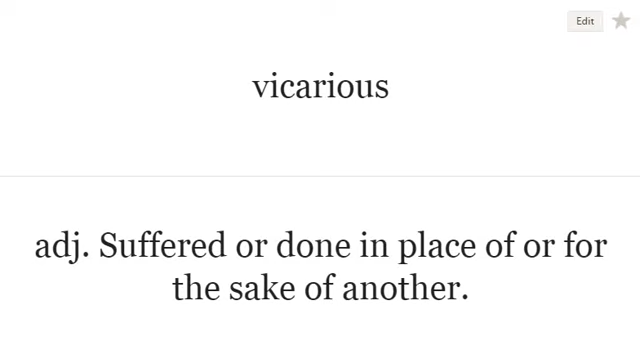 Edit
vicarious
adj. Suffered or done in place of or for
the sake of another.